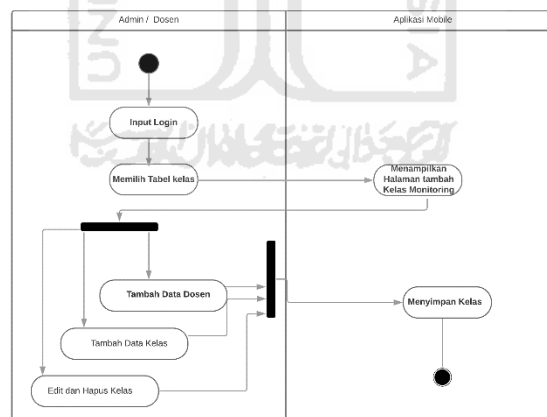 Admin / Dosen
Aplikasi Mobile
Input Login
Memilih Tabel kelas
Menampilkan
Halaman tambah
Kelas Monitoring
Tambah Data Dosen
Menyimpan Kelas
Tambah Data Kelas
Edit dan Hapus Kelas